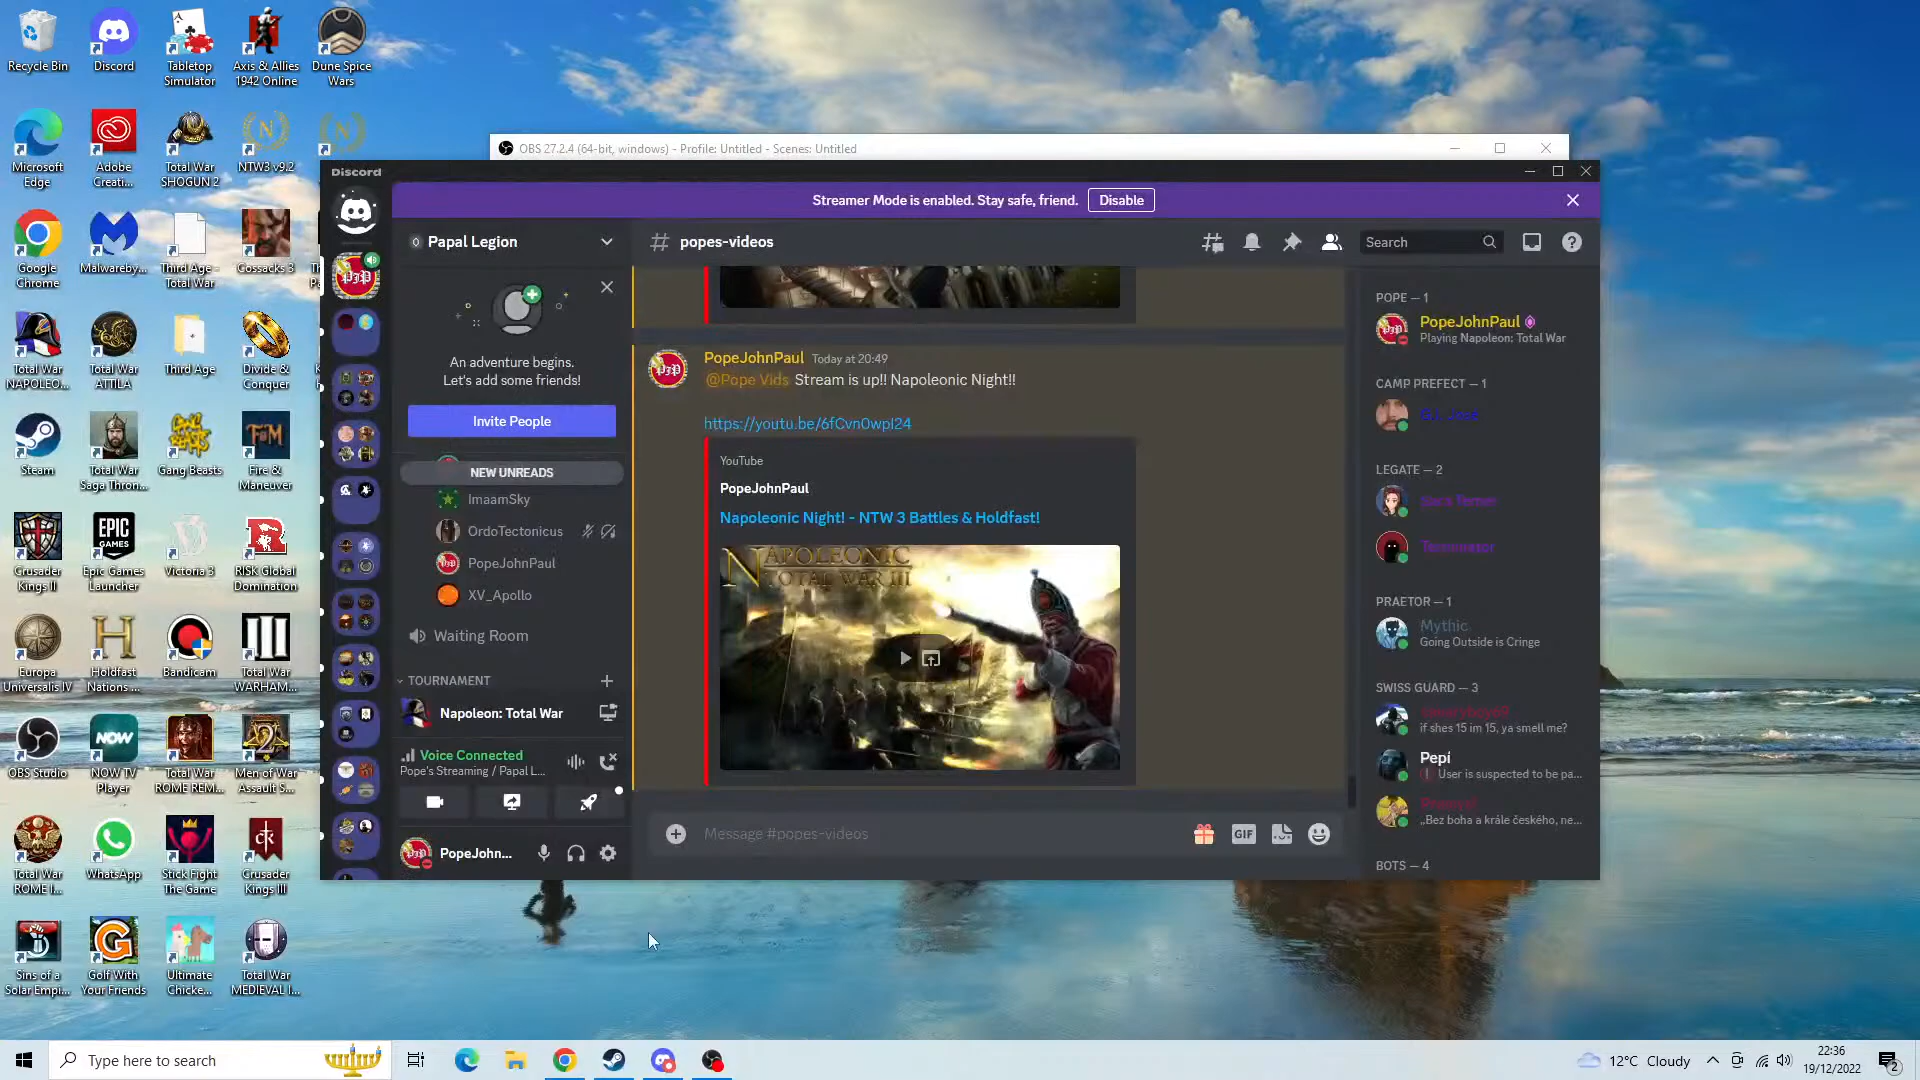 Recycle Bin
Discord
Tabletop Simulator
Axis & Allies 1942 Online
Dune Spice Wars
Microsoft Edge
Adobe Creati...
Total War SHOGUN 2
NTW3 v9.2
Google Chrome
Malwareby...
Third Age - Total War
Cossacks 3
Total War NAPOLEO...
Total War ATTILA
Third Age
Divide & Conquer
Steam
Total War Saga Thron...
Gang Beasts
Fire & Maneuver
Crusader Kings II
Epic Games Launcher
Victoria 3
RISK Global Domination
Europa Universalis IV
Holdfast Nations ...
Bandicam
Total War WARHAM...
OBS Studio
NOW TV Player
Total War ROME REM...
Men of War Assault S...
Total War ROME I...
WhatsApp
Stick Fight The Game
Crusader Kings III
Sins of a Solar Empi...
Golf With Your Friends
Ultimate Chicke...
Total War MEDIEVAL I...
OBS 27.2.4 (64-bit, windows) - Profile: Untitled - Scenes: Untitled
Discord
Streamer Mode is enabled. Stay safe, friend.
Disable
Papal Legion
popes-videos
Search
An adventure begins.
Let's add some friends!
Invite People
NEW UNREADS
ImaamSky
OrdoTectonicus
PopeJohnPaul
XV_Apollo
Waiting Room
TOURNAMENT
Napoleon: Total War
Voice Connected
Pope's Streaming / Papal L...
PopeJohn...
PopeJohnPaul Today at 20:49
@Pope Vids Stream is up!! Napoleonic Night!!
https://youtu.be/6fCvnOwpI24
YouTube
PopeJohnPaul
Napoleonic Night! - NTW 3 Battles & Holdfast!
NAPOLEONIC
TOTAL WAR III
Message #popes-videos
GIF
POPE — 1
PopeJohnPaul
Playing Napoleon: Total War
CAMP PREFECT — 1
LEGATE — 2
Terminator
PRAETOR — 1
Mythic
Going Outside is Cringe
SWISS GUARD — 3
if shes 15 im 15, ya smell me?
Pepí
User is suspected to be pa...
„Bez boha a krále českého, ne...
BOTS — 4
Type here to search
12°C Cloudy
22:36
19/12/2022
2